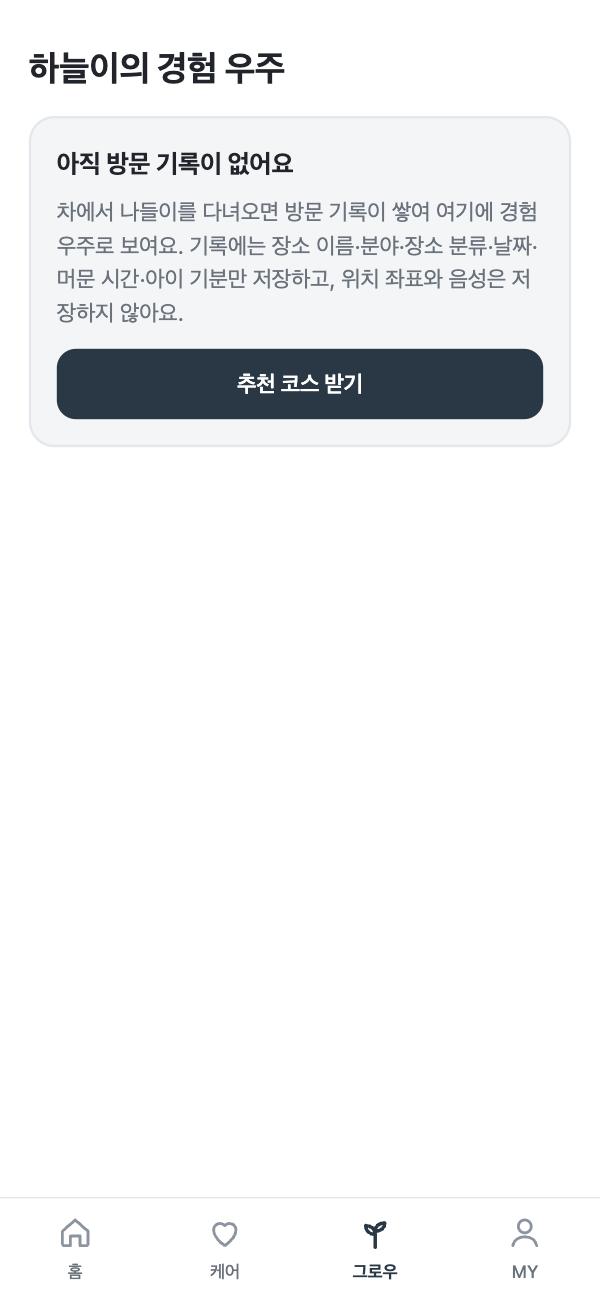 하늘이의 경험 우주
아직 방문 기록이 없어요
차에서 나들이를 다녀오면 방문 기록이 쌓여 여기에 경험
우주로 보여요. 기록에는 장소 이름·분야·장소 분류·날짜·
머문 시간·아이 기분만 저장하고, 위치 좌표와 음성은 저
장하지 않아요.
추천 코스 받기
홈
케어
그로우
MY